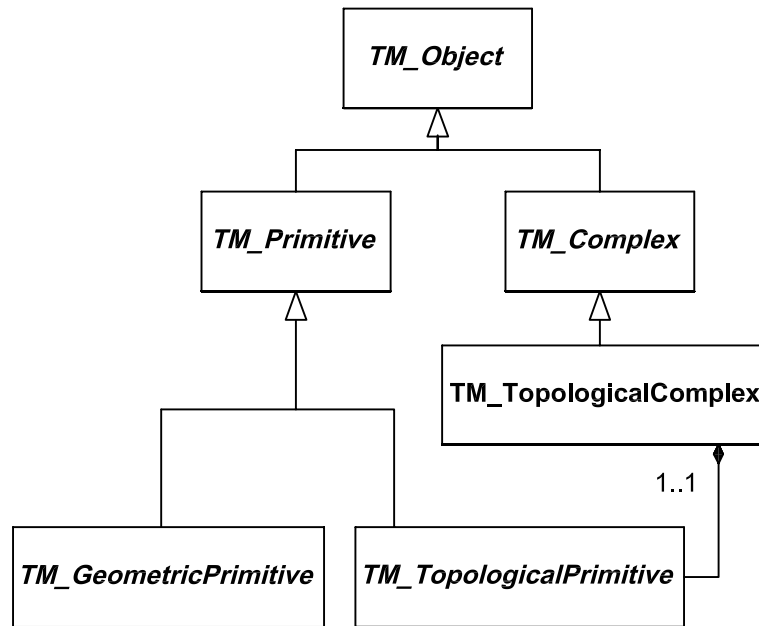 TM_Object
TM_Primitive
TM_Complex
TM_TopologicalComplex
1..1
TM_GeometricPrimitive
TM_TopologicalPrimitive